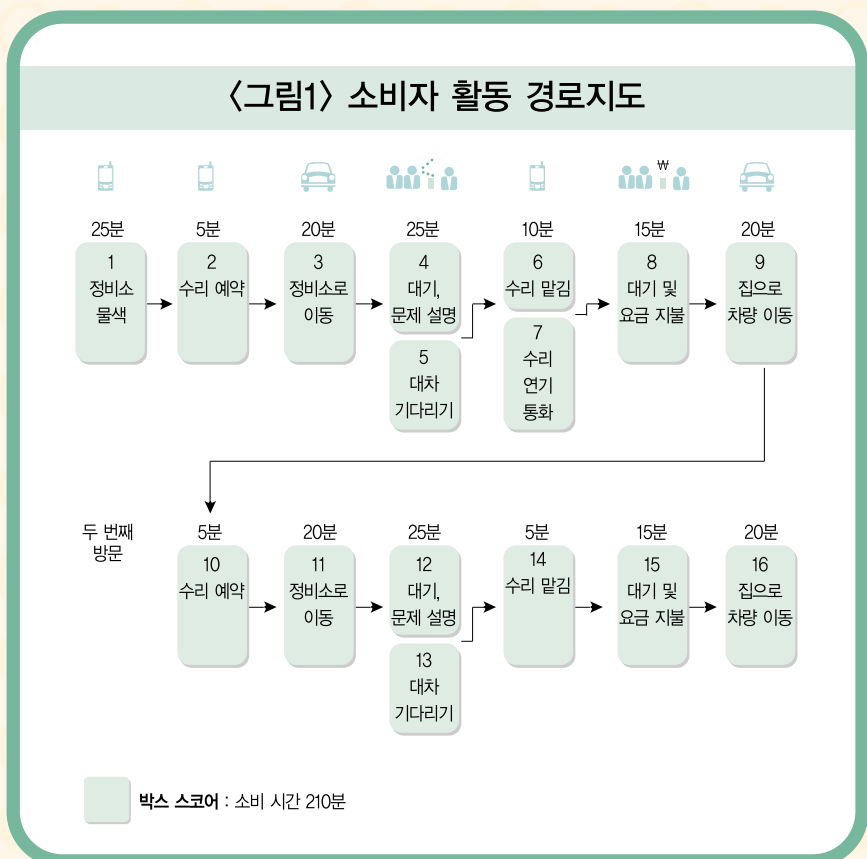 〈그림1〉 소비자 활동 경로지도
₩
25분
1
정비소
물색
5분
2
수리 예약
20분
3
정비소로
이동
25분
4
대기,
문제 설명
5
대차
기다리기
10분
6
수리 맡김
7
수리
연기
통화
15분
8
대기 및
요금 지불
20분
9
집으로
차량 이동
두 번째
방문
5분
10
수리 예약
20분
11
정비소로
이동
25분
12
대기,
문제 설명
13
대차
기다리기
5분
14
수리 맡김
15분
15
대기 및
요금 지불
20분
16
집으로
차량 이동
박스 스코어 : 소비 시간 210분